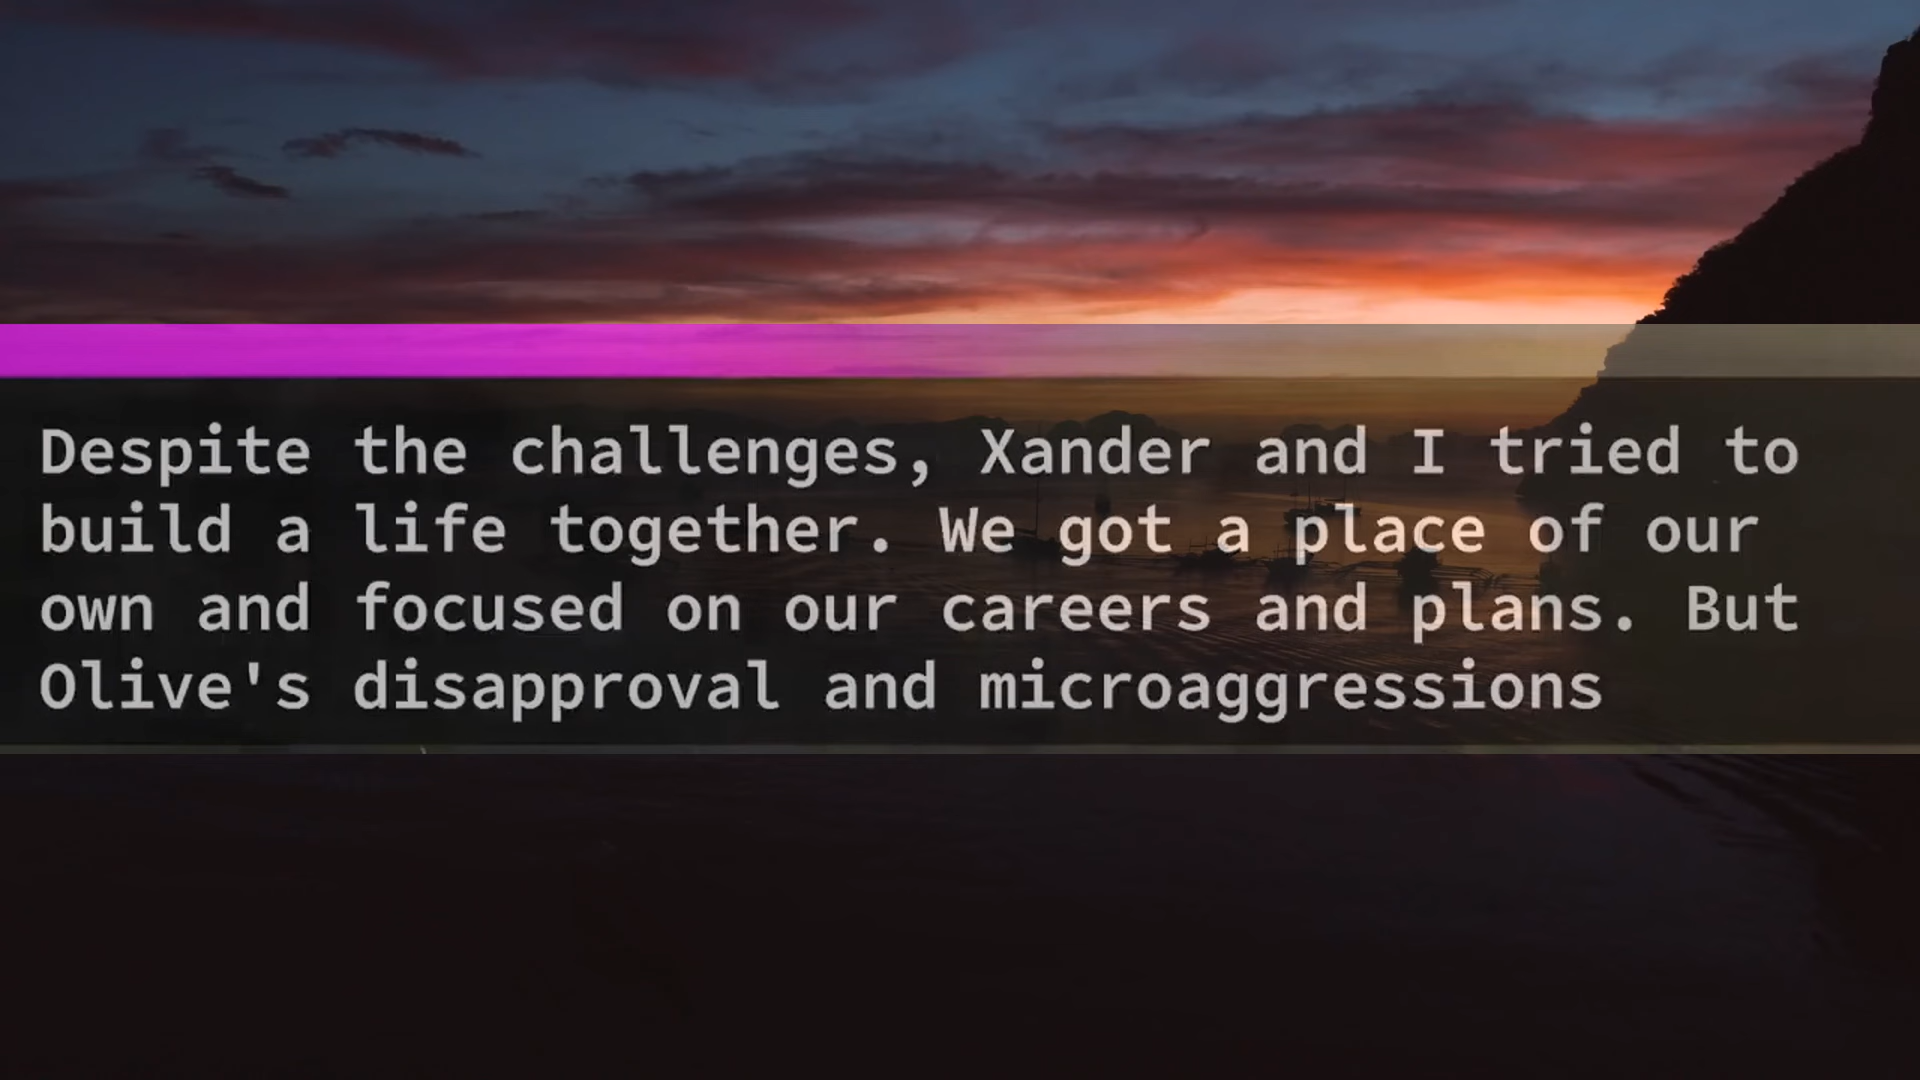 Despite the challenges, Xander and I tried to
build a life together. We got a place of our
own and focused on our careers and plans. But
Olive's disapproval and microaggressions